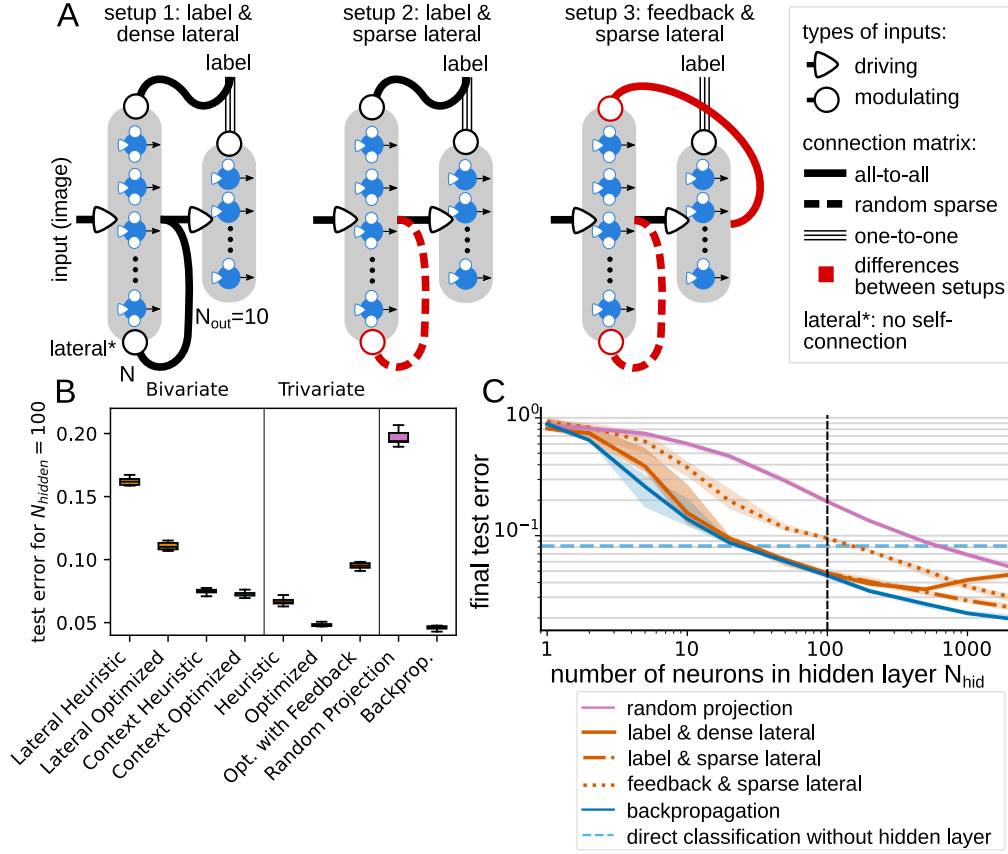 A
setup 1: label &
dense lateral
setup 2: label &
sparse lateral
setup 3: feedback &
sparse lateral
label
label
label
input (image)
lateral*
N
N_out=10
types of inputs:
driving
modulating
connection matrix:
all-to-all
random sparse
one-to-one
differences
between setups
lateral*: no self-
connection
B
Bivariate
Trivariate
test error for N_hidden = 100
0.20
0.15
0.10
0.05
Lateral Heuristic
Lateral Optimized
Context Heuristic
Context Optimized
Heuristic
Optimized
Opt. with Feedback
Random Projection
Backprop.
C
final test error
10⁰
10⁻¹
1
10
100
1000
number of neurons in hidden layer N_hid
random projection
label & dense lateral
label & sparse lateral
feedback & sparse lateral
backpropagation
direct classification without hidden layer